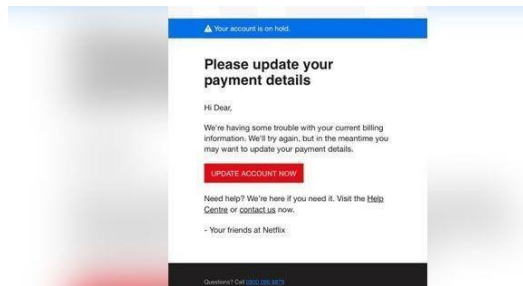 Your account is on hold.
Please update your
payment details
Hi Dear,
We're having some trouble with your current billing
information. We'll try again, but in the meantime you
may want to update your payment details.
UPDATE ACCOUNT NOW
Need help? We're here if you need it. Visit the Help
Centre or contact us now.
- Your friends at Netflix
Questions? Call